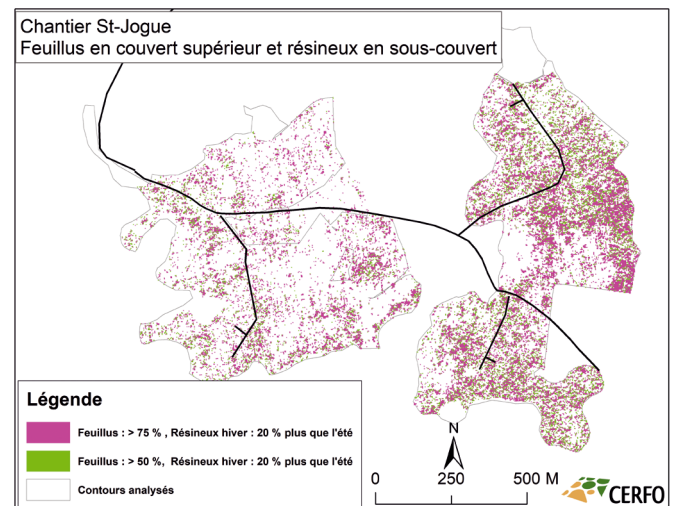 Chantier St-Jogue
Feuillus en couvert supérieur et résineux en sous-couvert
Légende
Feuillus : > 75 % , Résineux hiver : 20 % plus que l'été
Feuillus : > 50 %, Résineux hiver : 20 % plus que l'été
Contours analysés
N
0 250 500 M
CERFO